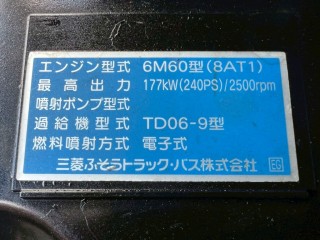 エンジン型式 6M60型(8AT1)
最高出力 177kW(240PS)/2500rpm
噴射ポンプ型式
過給機型式 TD06-9型
燃料噴射方式 電子式
三菱ふそうトラック・バス株式会社 EG